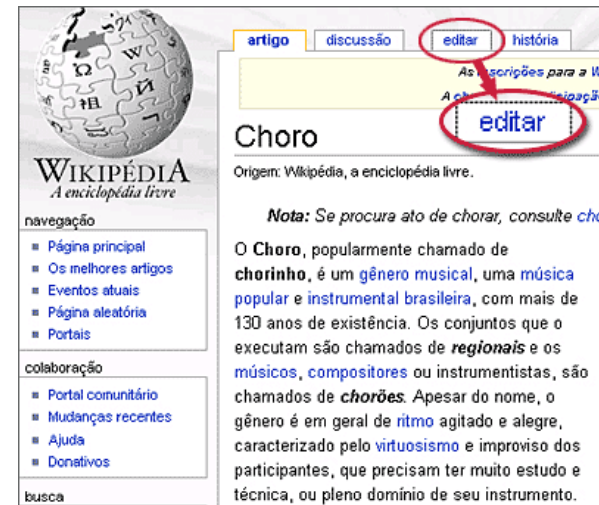 artigo discussão editar história
As inscrições para a W
A
editar
Choro
Origem: Wikipédia, a enciclopédia livre.
Nota: Se procura ato de chorar, consulte cho
O Choro, popularmente chamado de
chorinho, é um gênero musical, uma música
popular e instrumental brasileira, com mais de
130 anos de existência. Os conjuntos que o
executam são chamados de regionais e os
músicos, compositores ou instrumentistas, são
chamados de chorões. Apesar do nome, o
gênero é em geral de ritmo agitado e alegre,
caracterizado pelo virtuosismo e improviso dos
participantes, que precisam ter muito estudo e
técnica, ou pleno domínio de seu instrumento.
Ω W И 祖
WIKIPÉDIA
A enciclopédia livre
navegação
Página principal
Os melhores artigos
Eventos atuais
Página aleatória
Portais
colaboração
Portal comunitário
Mudanças recentes
Ajuda
Donativos
busca